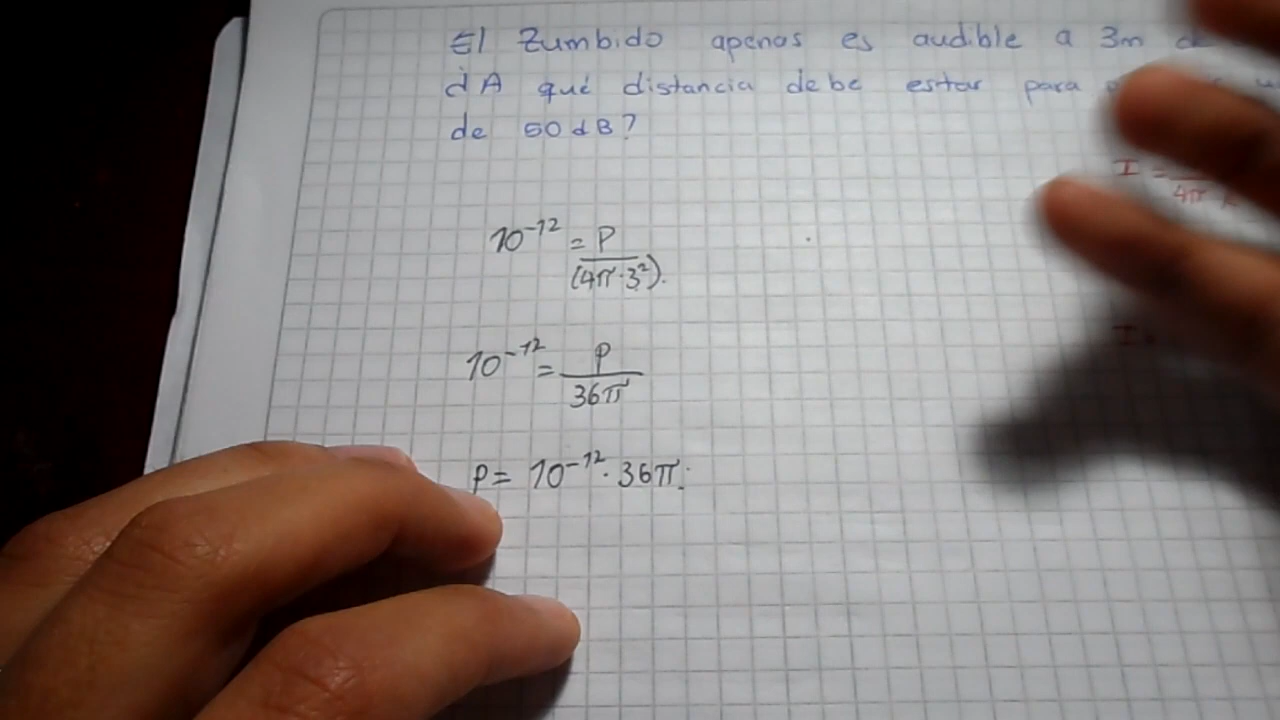 El Zumbido apenas es audible a 3m
¿A qué distancia debe estar para
de 50 dB?
I =
4π
10⁻¹² = P
(4π·3²).
10⁻¹² = P
36π
I
P = 10⁻¹² · 36π.